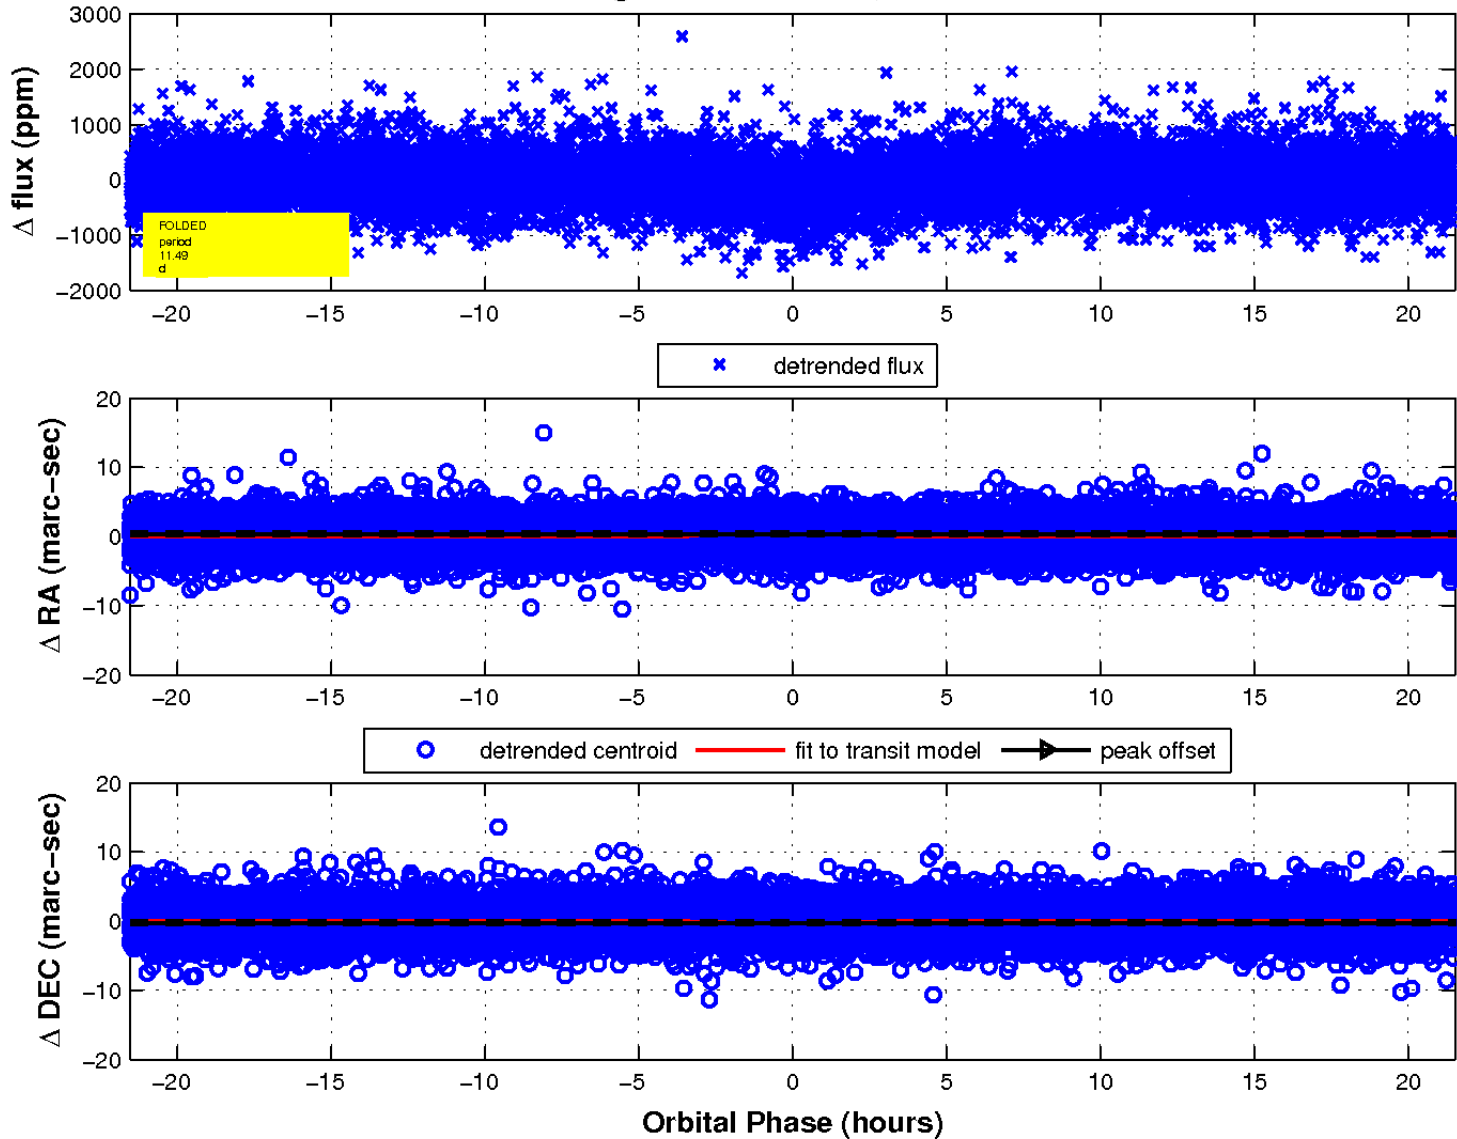 3000
2000
1000
0
−1000
−2000
Δ flux (ppm)
FOLDED
period
11.49
d
−20 −15 −10 −5 0 5 10 15 20
detrended flux
20
10
0
−10
−20
Δ RA (marc−sec)
−20 −15 −10 −5 0 5 10 15 20
detrended centroid fit to transit model peak offset
20
10
0
−10
−20
Δ DEC (marc−sec)
−20 −15 −10 −5 0 5 10 15 20
Orbital Phase (hours)